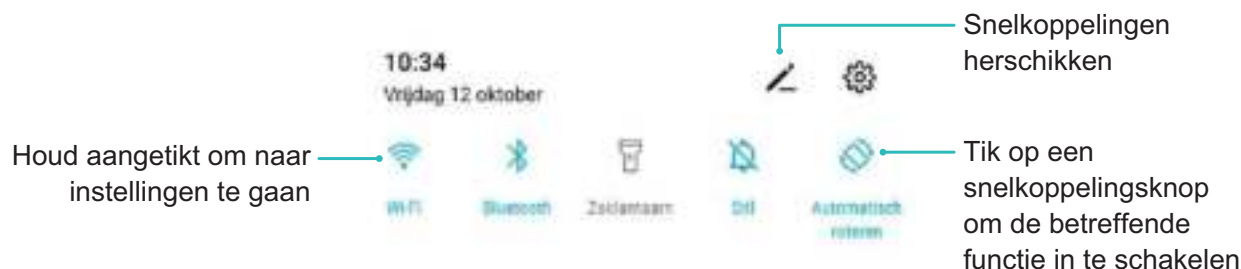 Snelkoppelingen
herschikken
10:34
Vrijdag 12 oktober
Houd aangetikt om naar
instellingen te gaan
Wi-Fi
Bluetooth
Zaklantaarn
Stil
Automatisch
roteren
Tik op een
snelkoppelingsknop
om de betreffende
functie in te schakelen